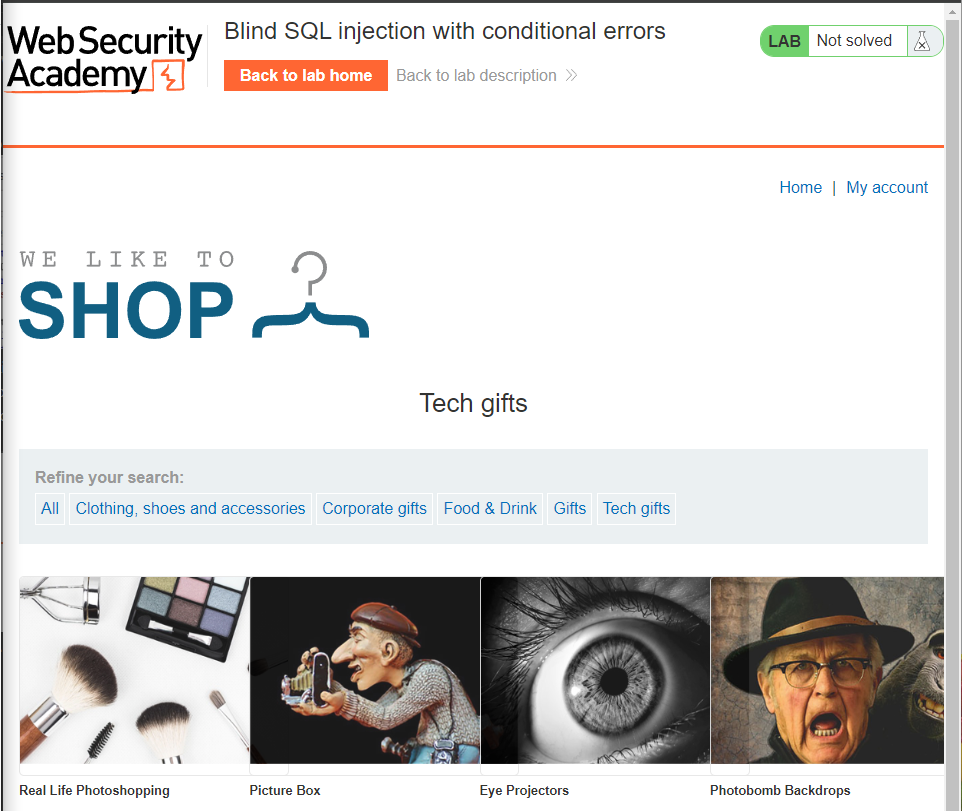 Web Security
Academy
Blind SQL injection with conditional errors
Back to lab home
Back to lab description
LAB
Not solved
Home | My account
WE LIKE TO
SHOP
Tech gifts
Refine your search:
All
Clothing, shoes and accessories
Corporate gifts
Food & Drink
Gifts
Tech gifts
Real Life Photoshopping
Picture Box
Eye Projectors
Photobomb Backdrops